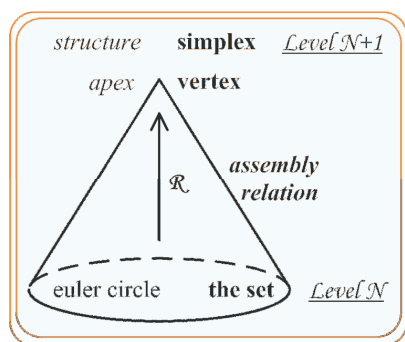 structure simplex Level N+1
apex vertex
R
assembly
relation
euler circle the set Level N